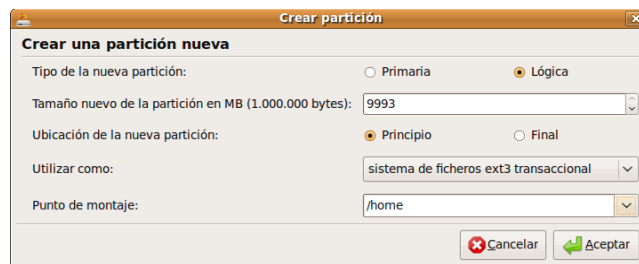 Crear partición
Crear una partición nueva
Tipo de la nueva partición: Primaria Lógica
Tamaño nuevo de la partición en MB (1.000.000 bytes): 9993
Ubicación de la nueva partición: Principio Final
Utilizar como: sistema de ficheros ext3 transaccional
Punto de montaje: /home
Cancelar Aceptar